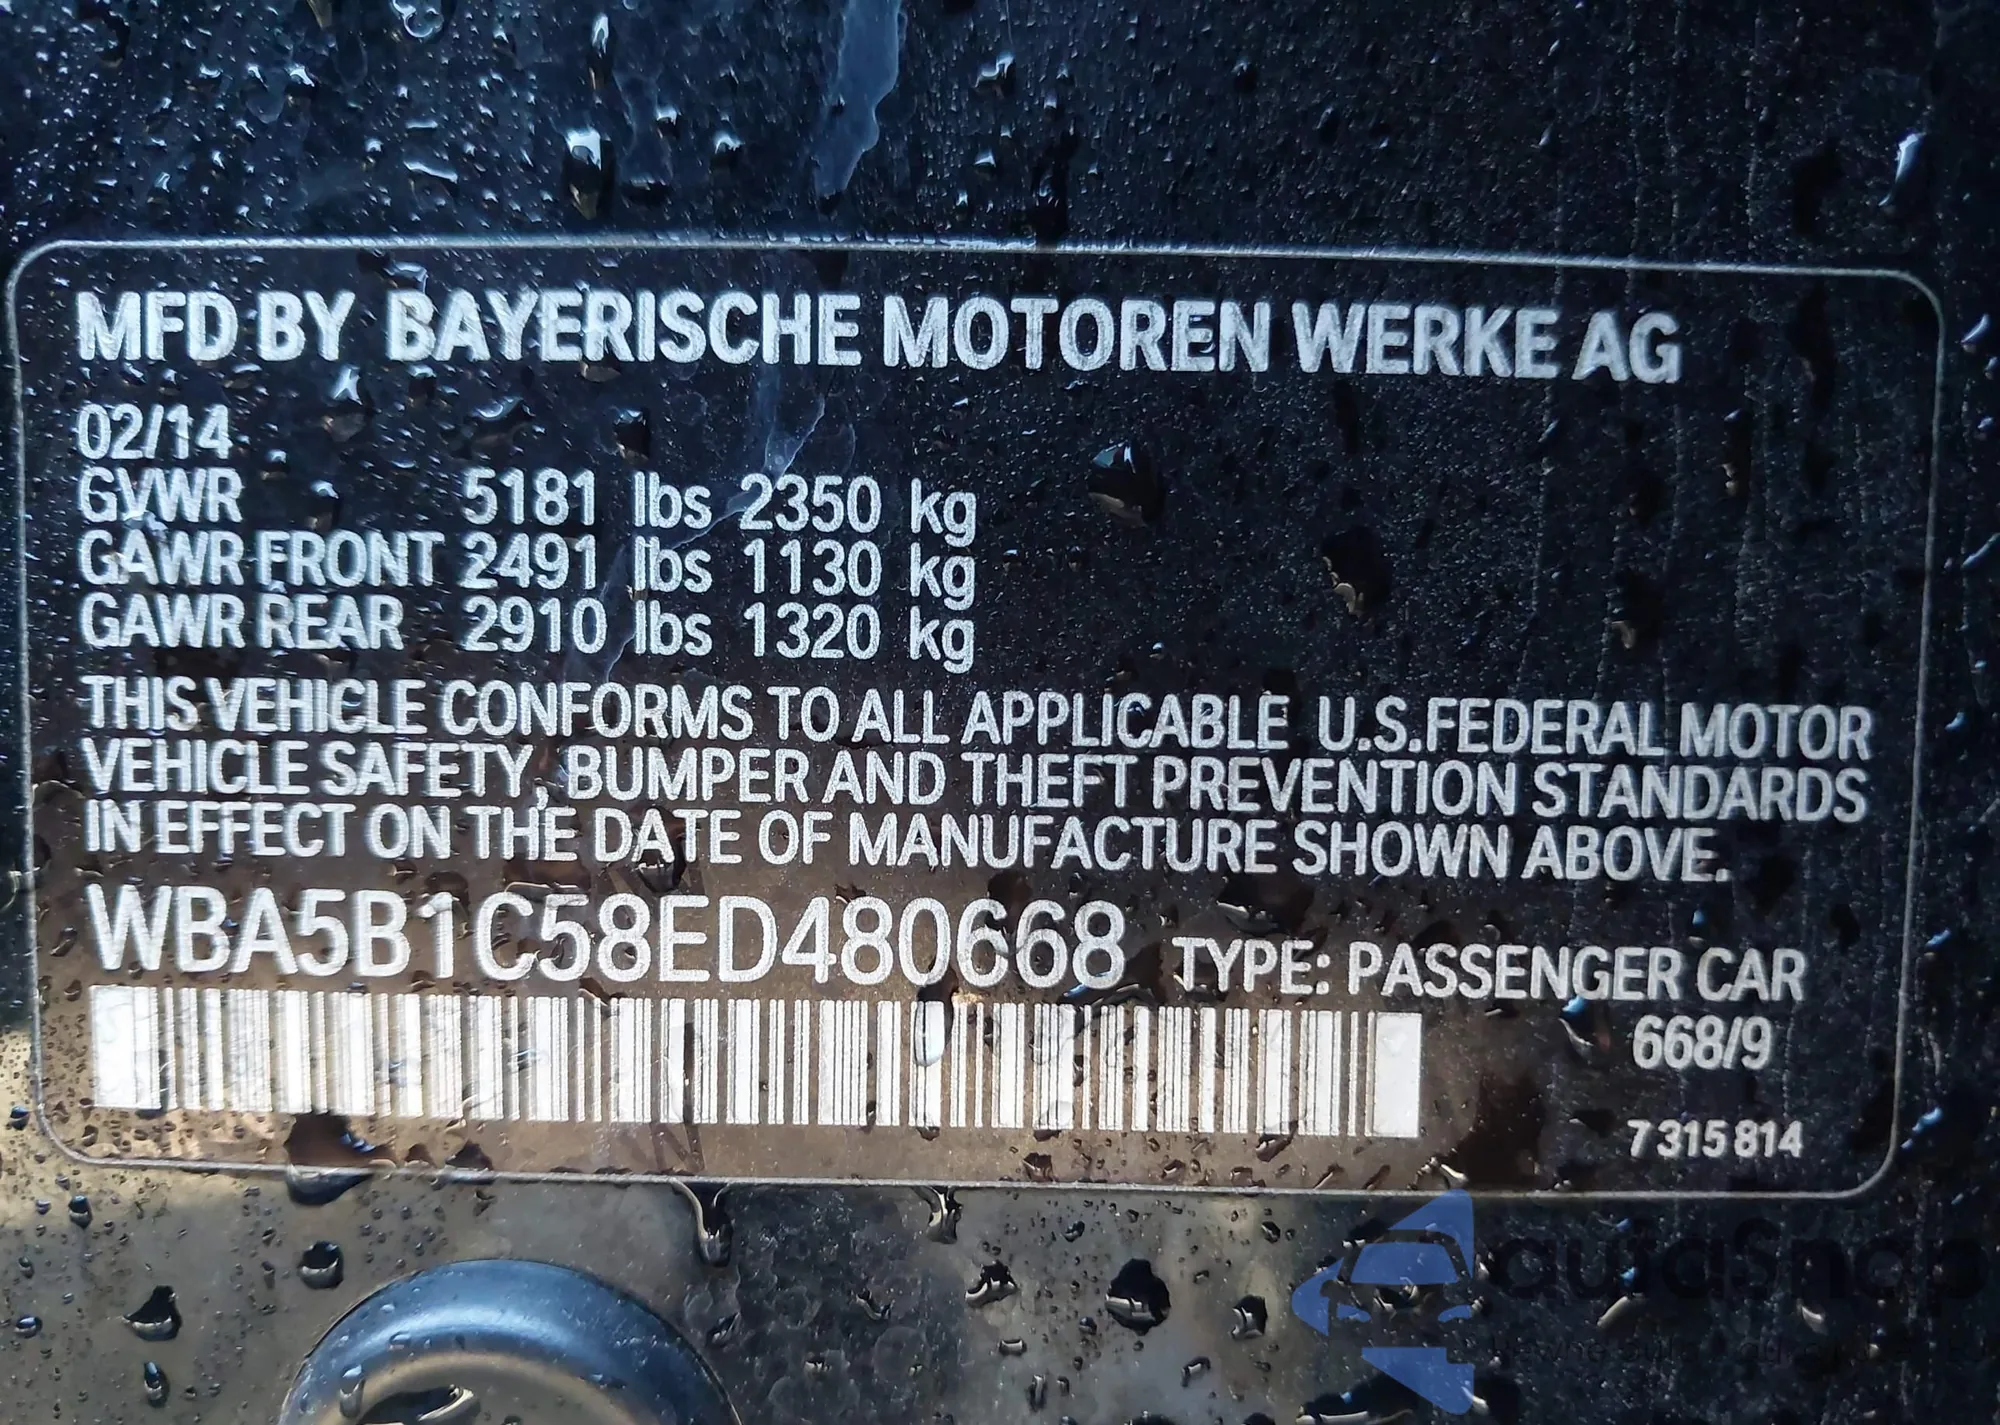 MFD BY BAYERISCHE MOTOREN WERKE AG
02/14
GVWR 5181 lbs 2350 kg
GAWR FRONT 2491 lbs 1130 kg
GAWR REAR 2910 lbs 1320 kg
THIS VEHICLE CONFORMS TO ALL APPLICABLE U.S.FEDERAL MOTOR
VEHICLE SAFETY, BUMPER AND THEFT PREVENTION STANDARDS
IN EFFECT ON THE DATE OF MANUFACTURE SHOWN ABOVE.
WBA5B1C58ED480668 TYPE: PASSENGER CAR
668/9
7 315 814
autoSnap